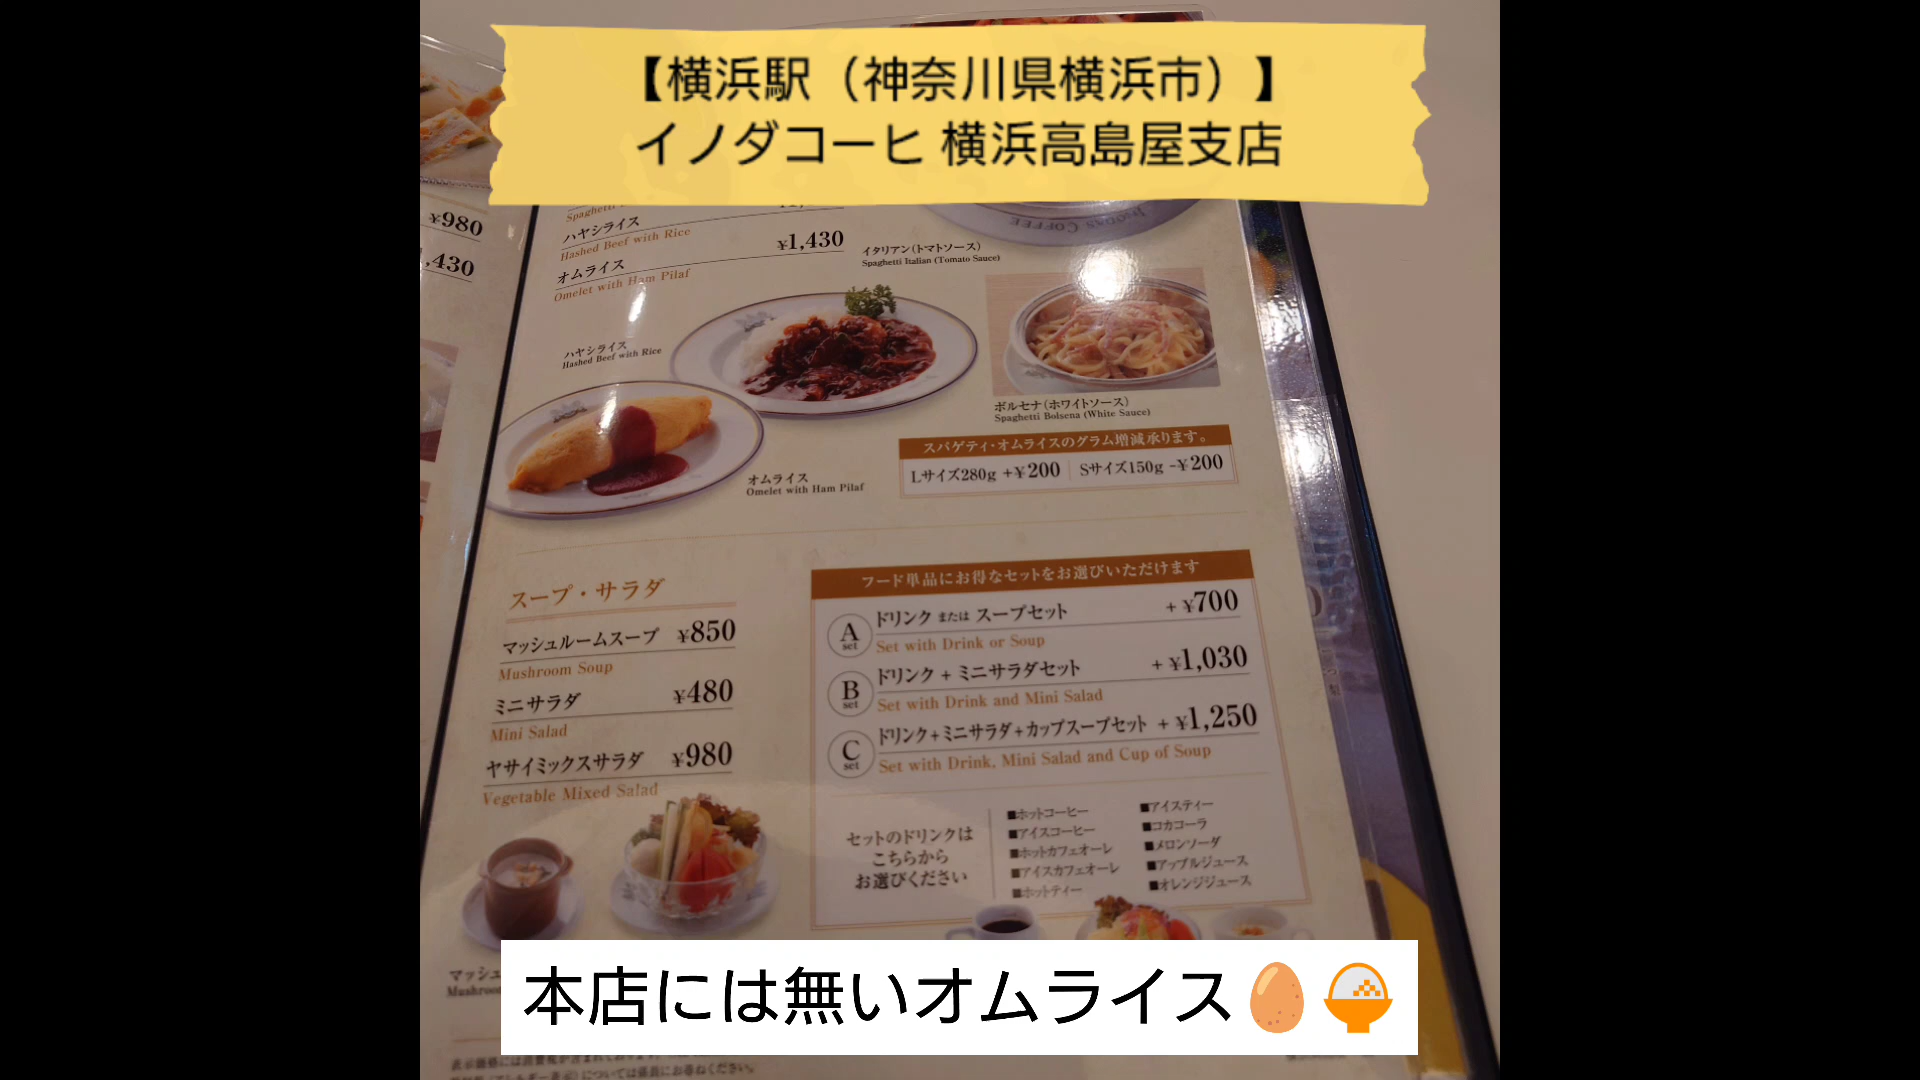 【横浜駅（神奈川県横浜市）】
イノダコーヒ 横浜高島屋支店
¥980
,430
Spaghetti
ハヤシライス
Hashed Beef with Rice
¥1,430
オムライス
Omelet with Ham Pilaf
INODA'S COFFEE
イタリアン（トマトソース）
Spaghetti Italian (Tomato Sauce)
ハヤシライス
Hashed Beef with Rice
ボルセナ（ホワイトソース）
Spaghetti Bolsena (White Sauce)
オムライス
Omelet with Ham Pilaf
スパゲティ・オムライスのグラム増減承ります。
Lサイズ280g +¥200 Sサイズ150g -¥200
スープ・サラダ
マッシュルームスープ ¥850
Mushroom Soup
ミニサラダ ¥480
Mini Salad
ヤサイミックスサラダ ¥980
Vegetable Mixed Salad
フード単品にお得なセットをお選びいただけます
A set ドリンク または スープセット + ¥700
Set with Drink or Soup
B set ドリンク + ミニサラダセット + ¥1,030
Set with Drink and Mini Salad
C set ドリンク+ミニサラダ+カップスープセット + ¥1,250
Set with Drink, Mini Salad and Cup of Soup
セットのドリンクは
こちらから
お選びください
■ホットコーヒー
■アイスコーヒー
■ホットカフェオーレ
■アイスカフェオーレ
■ホットティー
■アイスティー
■コカコーラ
■メロンソーダ
■アップルジュース
■オレンジジュース
マッシュ
Mushroo
本店には無いオムライス🥚🍚